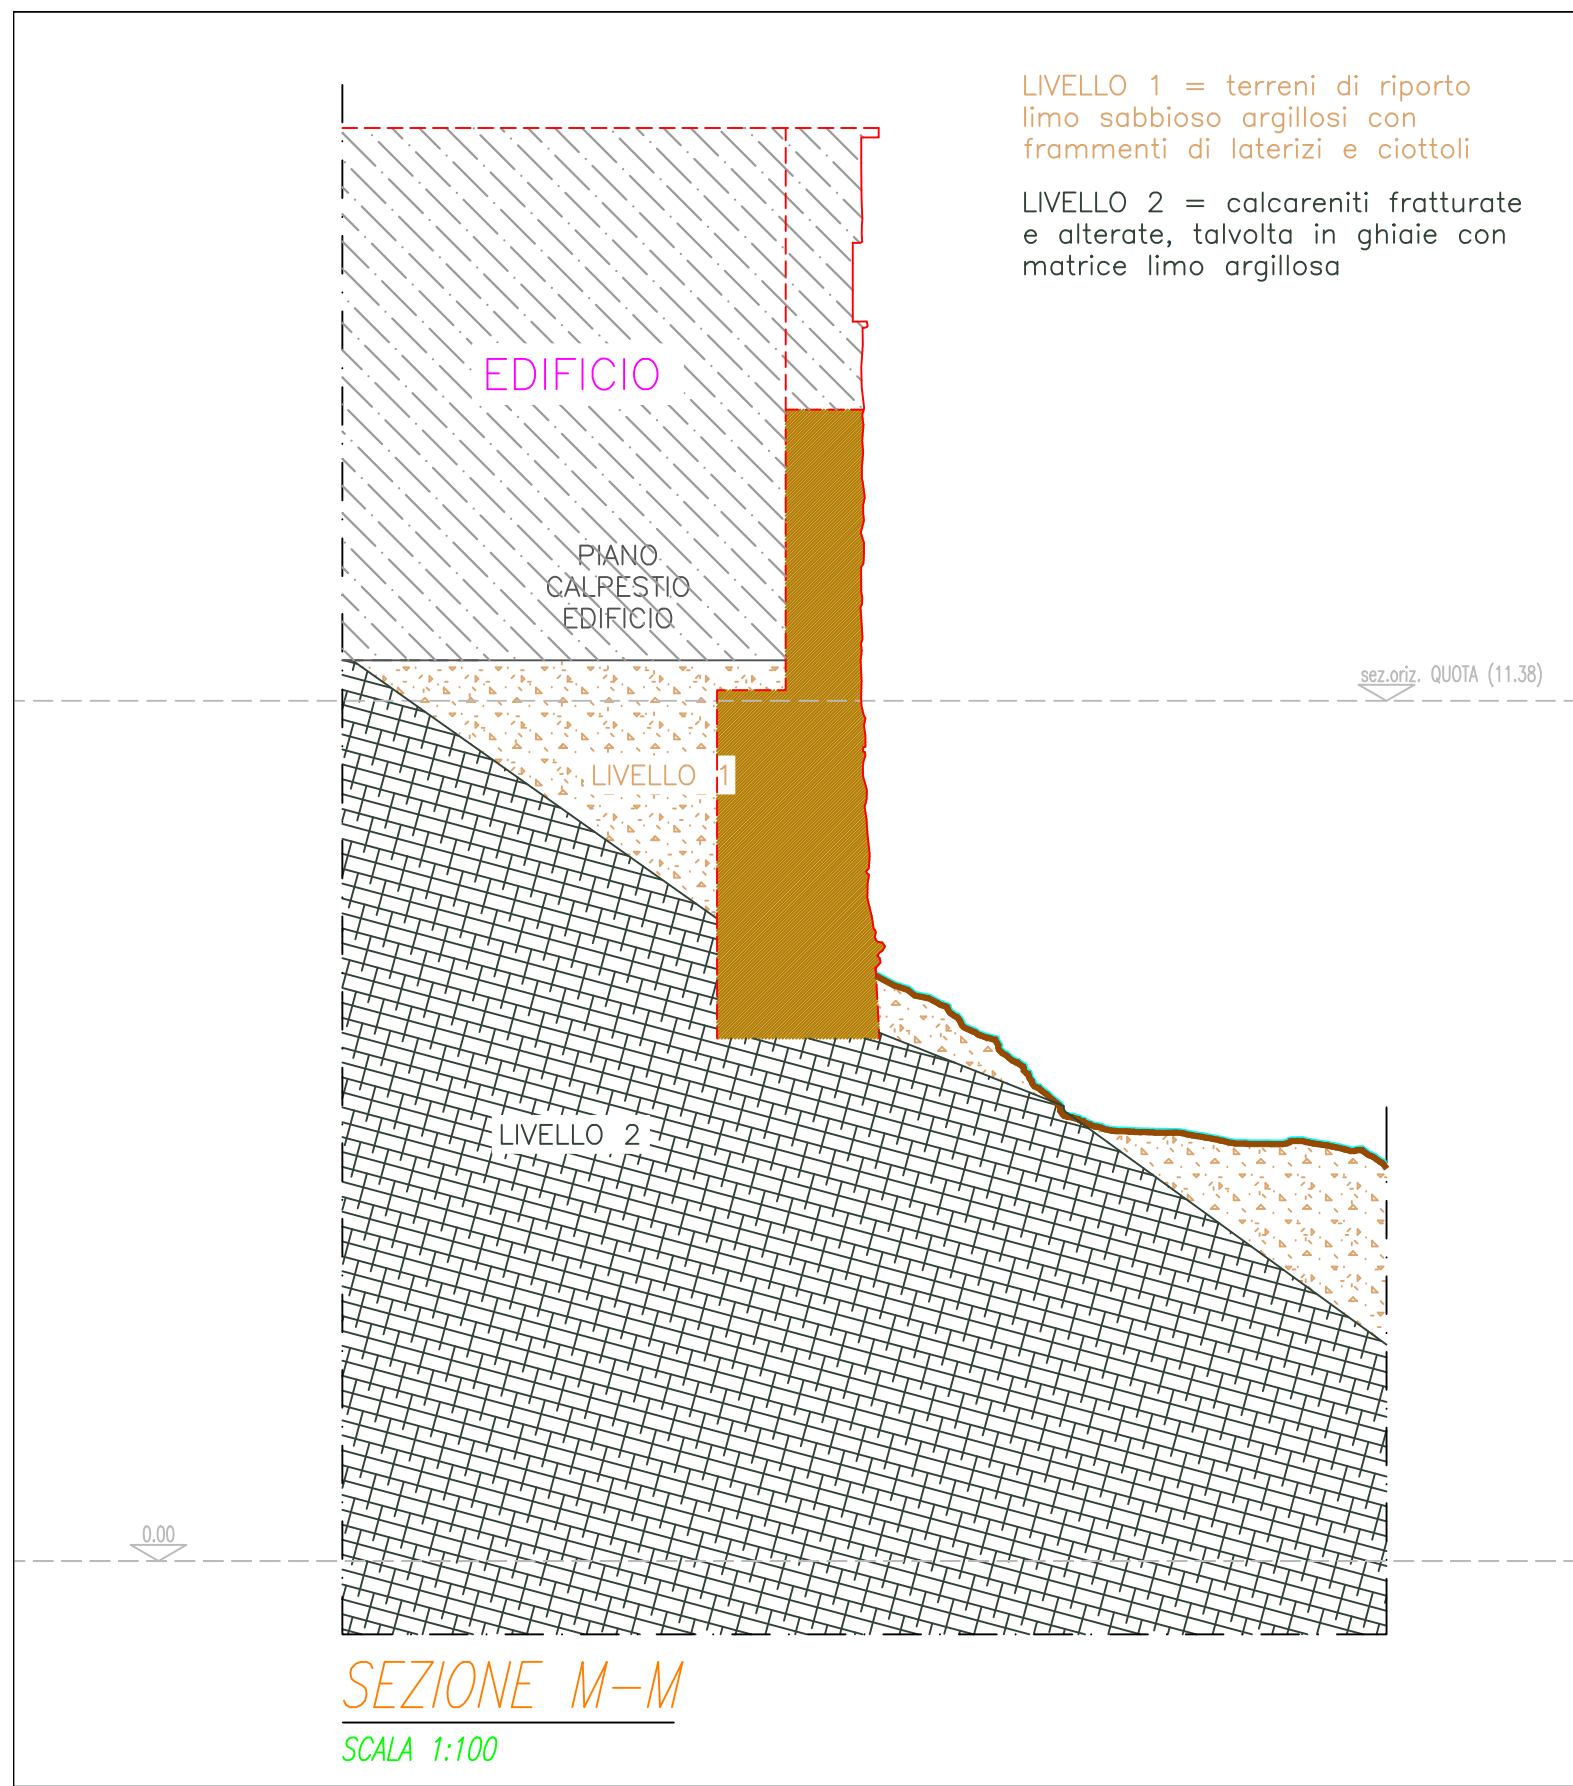 LIVELLO 1 = terreni di riporto
limo sabbioso argillosi con
frammenti di laterizi e ciottoli
LIVELLO 2 = calcareniti fratturate
e alterate, talvolta in ghiaie con
matrice limo argillosa
EDIFICIO
PIANO
CALPESTIO
EDIFICIO
sez.oriz. QUOTA (11.38)
LIVELLO 1
LIVELLO 2
0.00
SEZIONE M-M
SCALA 1:100